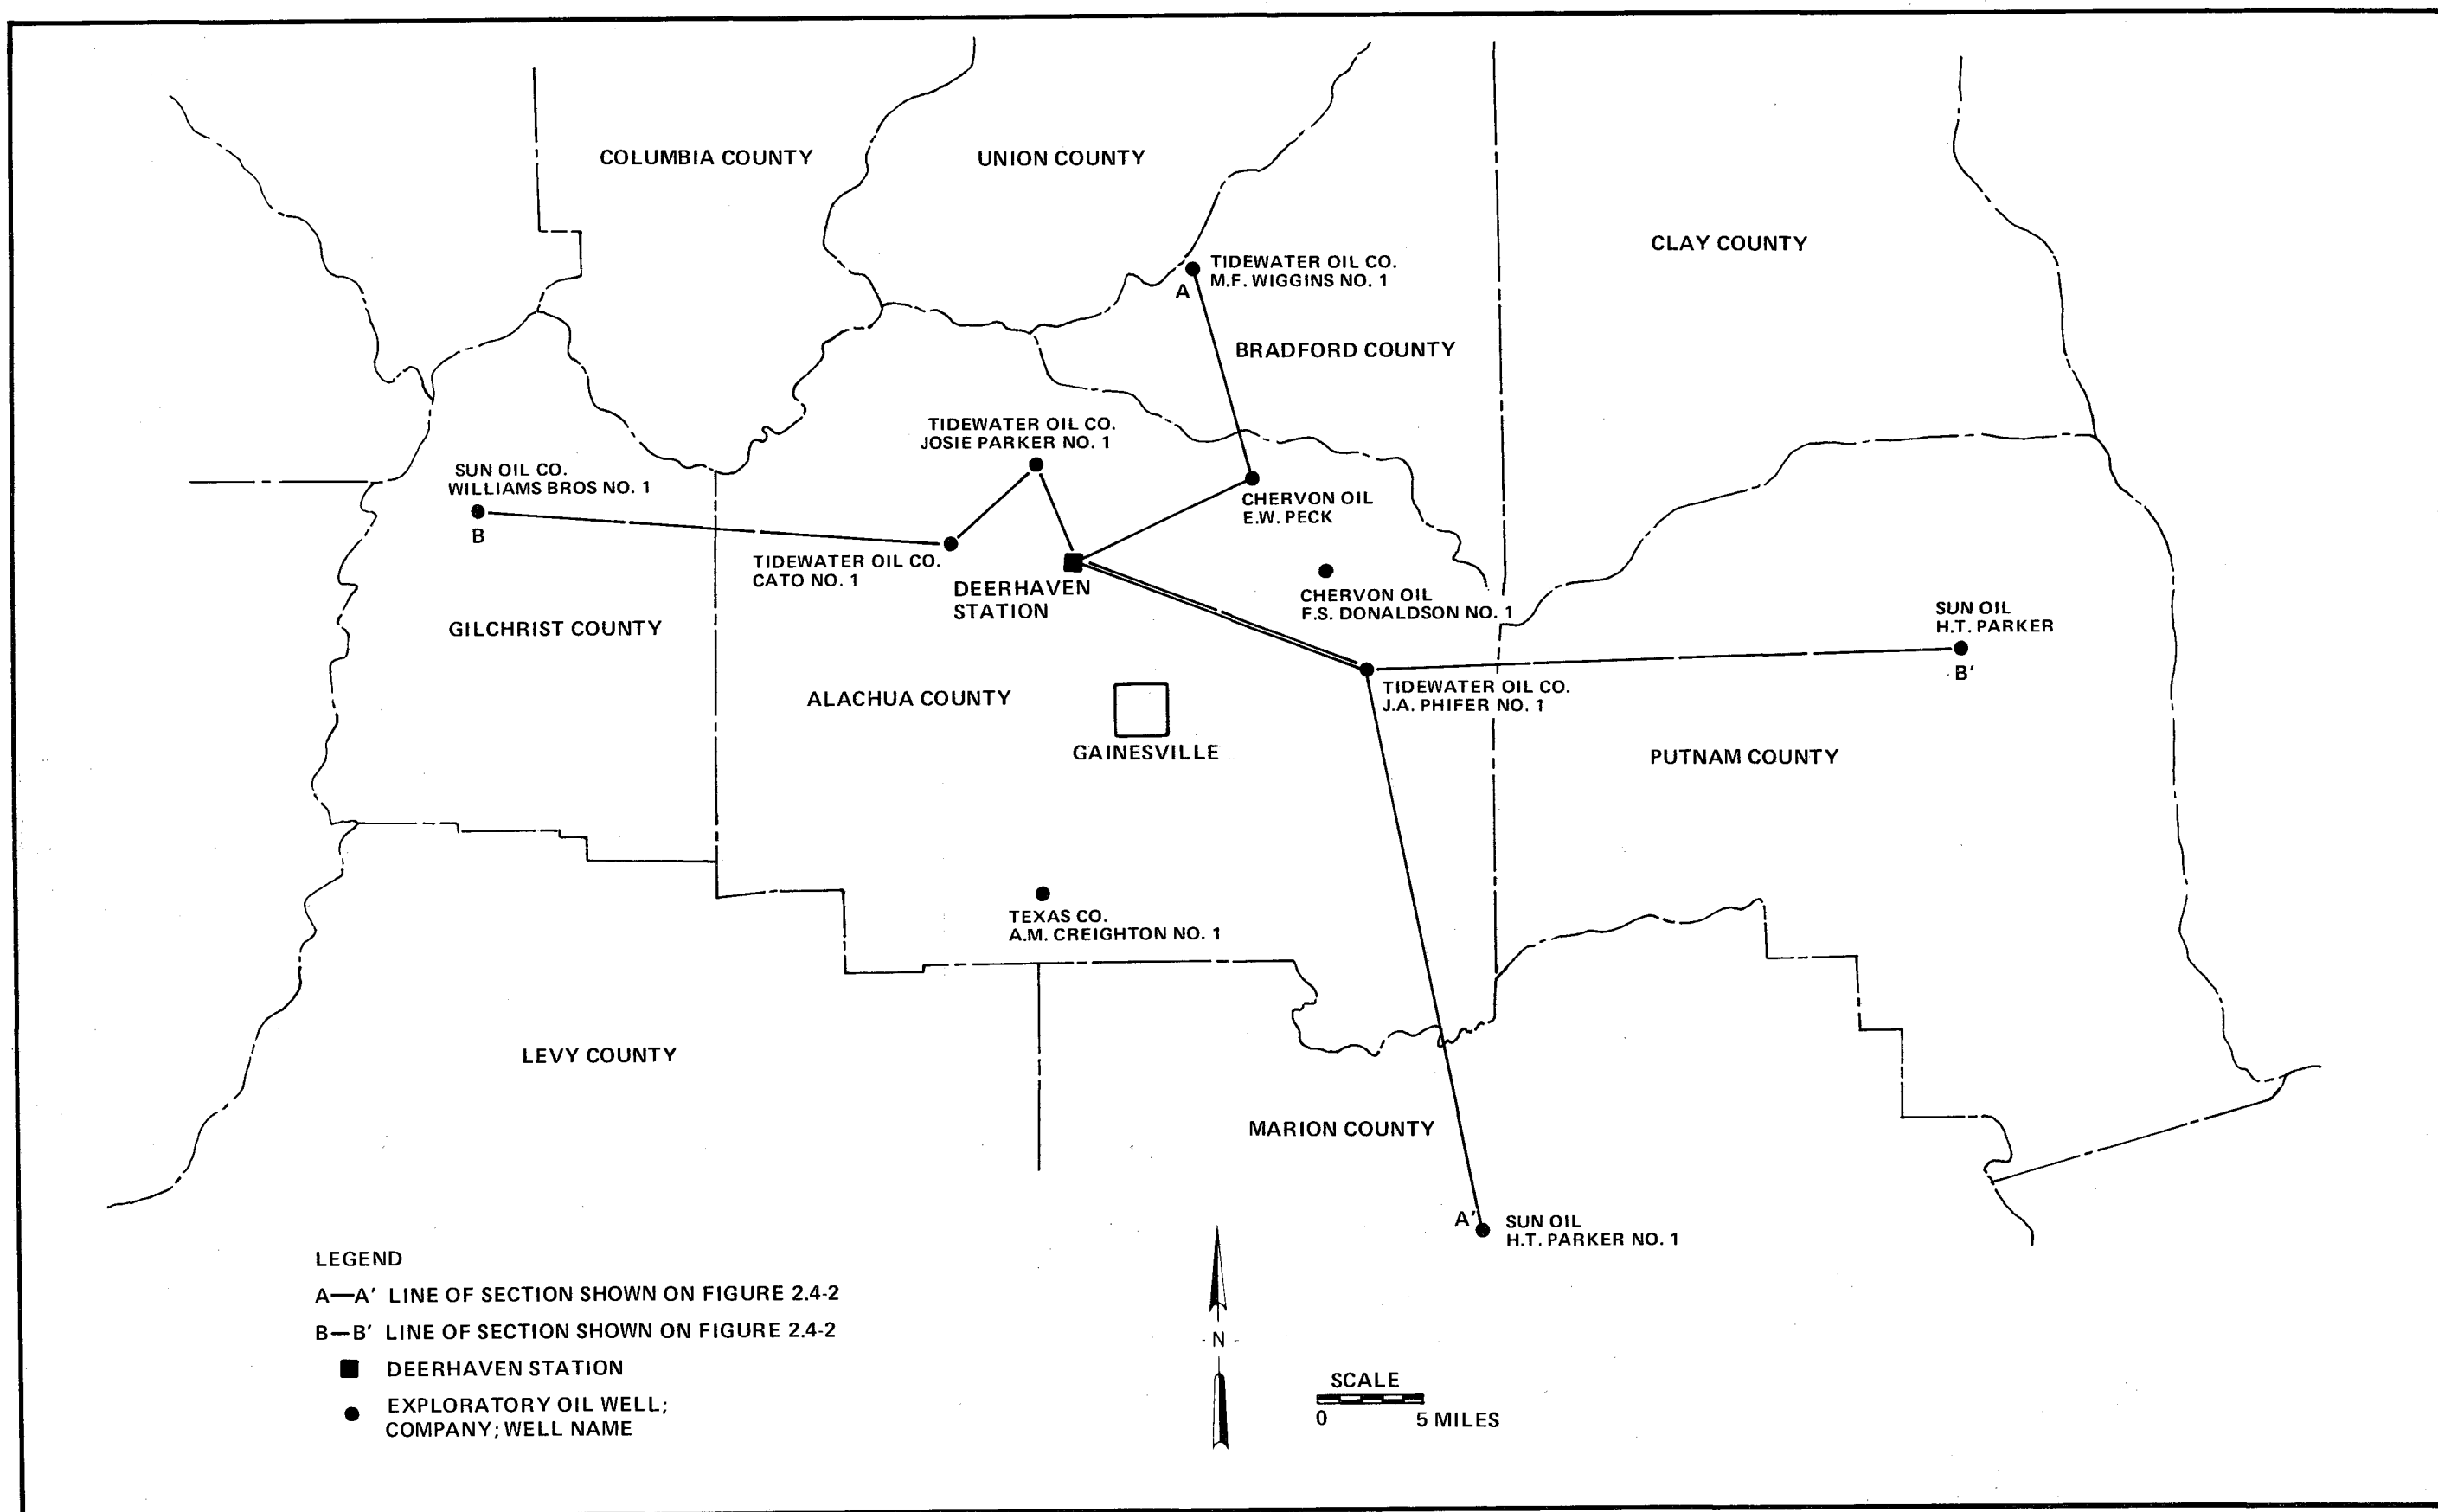 COLUMBIA COUNTY
UNION COUNTY
CLAY COUNTY
TIDEWATER OIL CO.
M.F. WIGGINS NO. 1
A
BRADFORD COUNTY
TIDEWATER OIL CO.
JOSIE PARKER NO. 1
SUN OIL CO.
WILLIAMS BROS NO. 1
B
CHERVON OIL
E.W. PECK
TIDEWATER OIL CO.
CATO NO. 1
DEERHAVEN
STATION
CHERVON OIL
F.S. DONALDSON NO. 1
SUN OIL
H.T. PARKER
B'
GILCHRIST COUNTY
ALACHUA COUNTY
TIDEWATER OIL CO.
J.A. PHIFER NO. 1
GAINESVILLE
PUTNAM COUNTY
TEXAS CO.
A.M. CREIGHTON NO. 1
LEVY COUNTY
MARION COUNTY
A'
SUN OIL
H.T. PARKER NO. 1
LEGEND
A—A' LINE OF SECTION SHOWN ON FIGURE 2.4-2
B—B' LINE OF SECTION SHOWN ON FIGURE 2.4-2
DEERHAVEN STATION
EXPLORATORY OIL WELL;
COMPANY; WELL NAME
N
SCALE
0 5 MILES